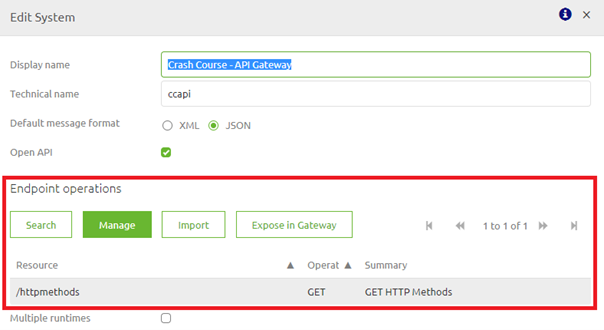 Edit System
Display name Crash Course - API Gateway
Technical name ccapi
Default message format XML JSON
Open API
Endpoint operations
Search Manage Import Expose in Gateway 1 to 1 of 1
Resource Operat Summary
/httpmethods GET GET HTTP Methods
Multiple runtimes